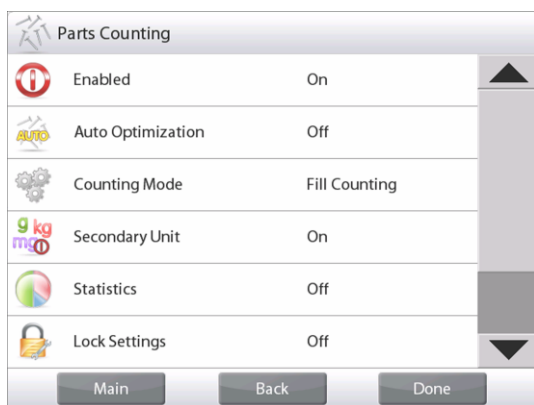 Parts Counting
Enabled On
AUTO Auto Optimization Off
Counting Mode Fill Counting
g kg
mg Secondary Unit On
Statistics Off
Lock Settings Off
Main Back Done